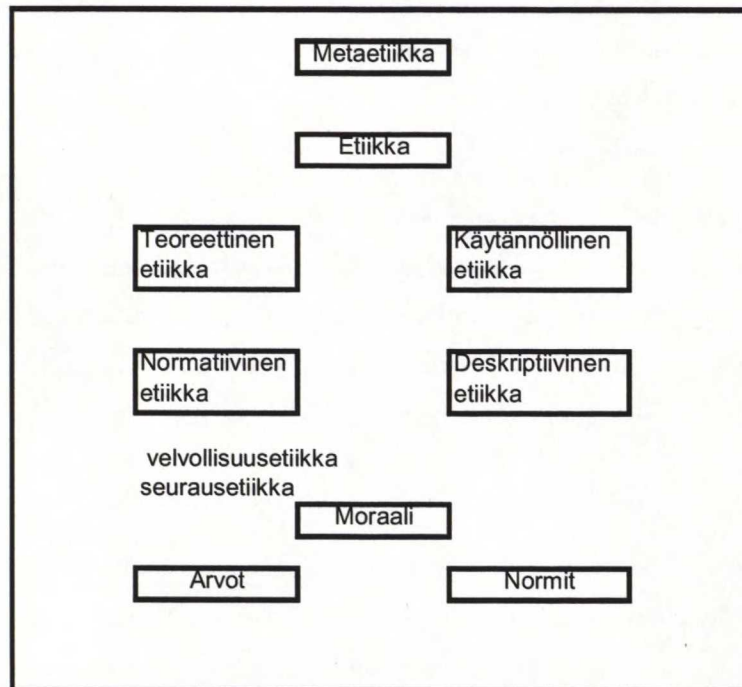 Metaetiikka
Etiikka
Teoreettinen
etiikka
Käytännöllinen
etiikka
Normatiivinen
etiikka
Deskriptiivinen
etiikka
velvollisuusetiikka
seurausetiikka
Moraali
Arvot
Normit